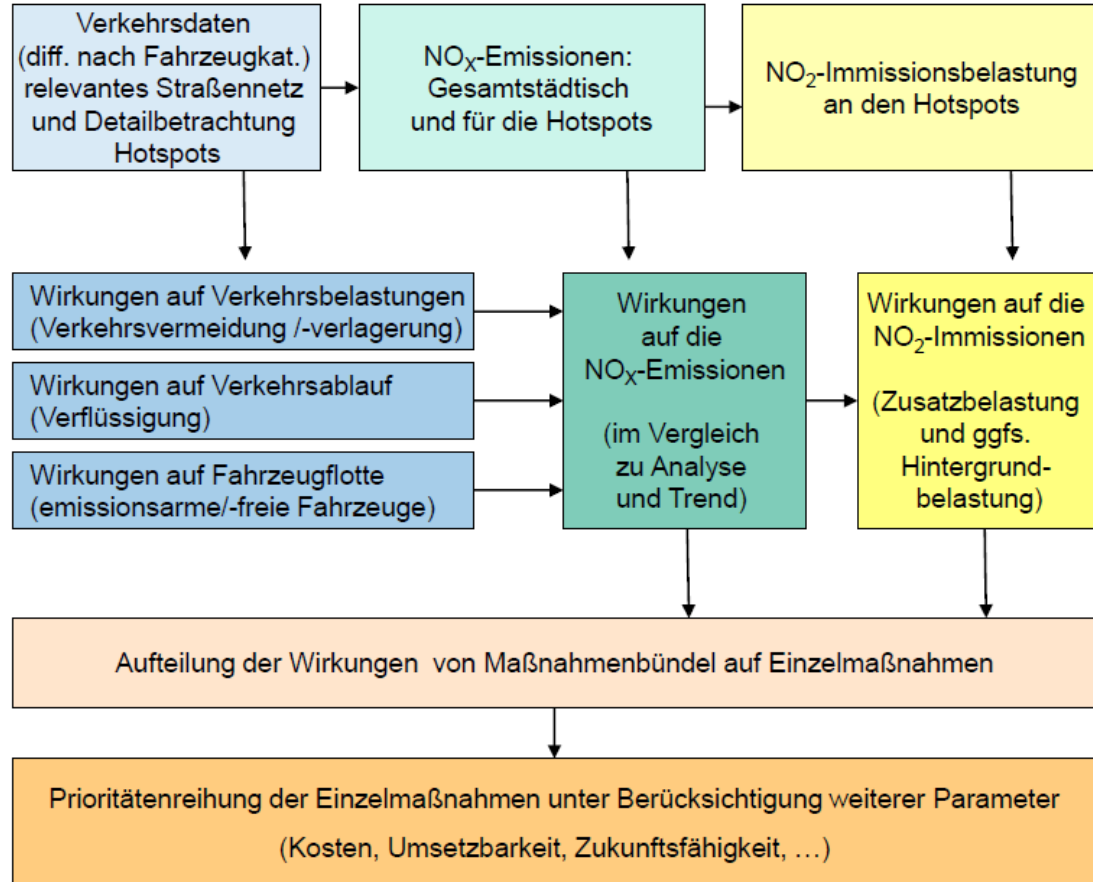 Verkehrsdaten
(diff. nach Fahrzeugkat.)
relevantes Straßennetz
und Detailbetrachtung
Hotspots
NOX-Emissionen:
Gesamtstädtisch
und für die Hotspots
NO2-Immissionsbelastung
an den Hotspots
Wirkungen auf Verkehrsbelastungen
(Verkehrsvermeidung /-verlagerung)
Wirkungen auf Verkehrsablauf
(Verflüssigung)
Wirkungen auf Fahrzeugflotte
(emissionsarme/-freie Fahrzeuge)
Wirkungen
auf die
NOX-Emissionen
(im Vergleich
zu Analyse
und Trend)
Wirkungen auf die
NO2-Immissionen
(Zusatzbelastung
und ggfs.
Hintergrund-
belastung)
Aufteilung der Wirkungen von Maßnahmenbündel auf Einzelmaßnahmen
Prioritätenreihung der Einzelmaßnahmen unter Berücksichtigung weiterer Parameter
(Kosten, Umsetzbarkeit, Zukunftsfähigkeit, …)